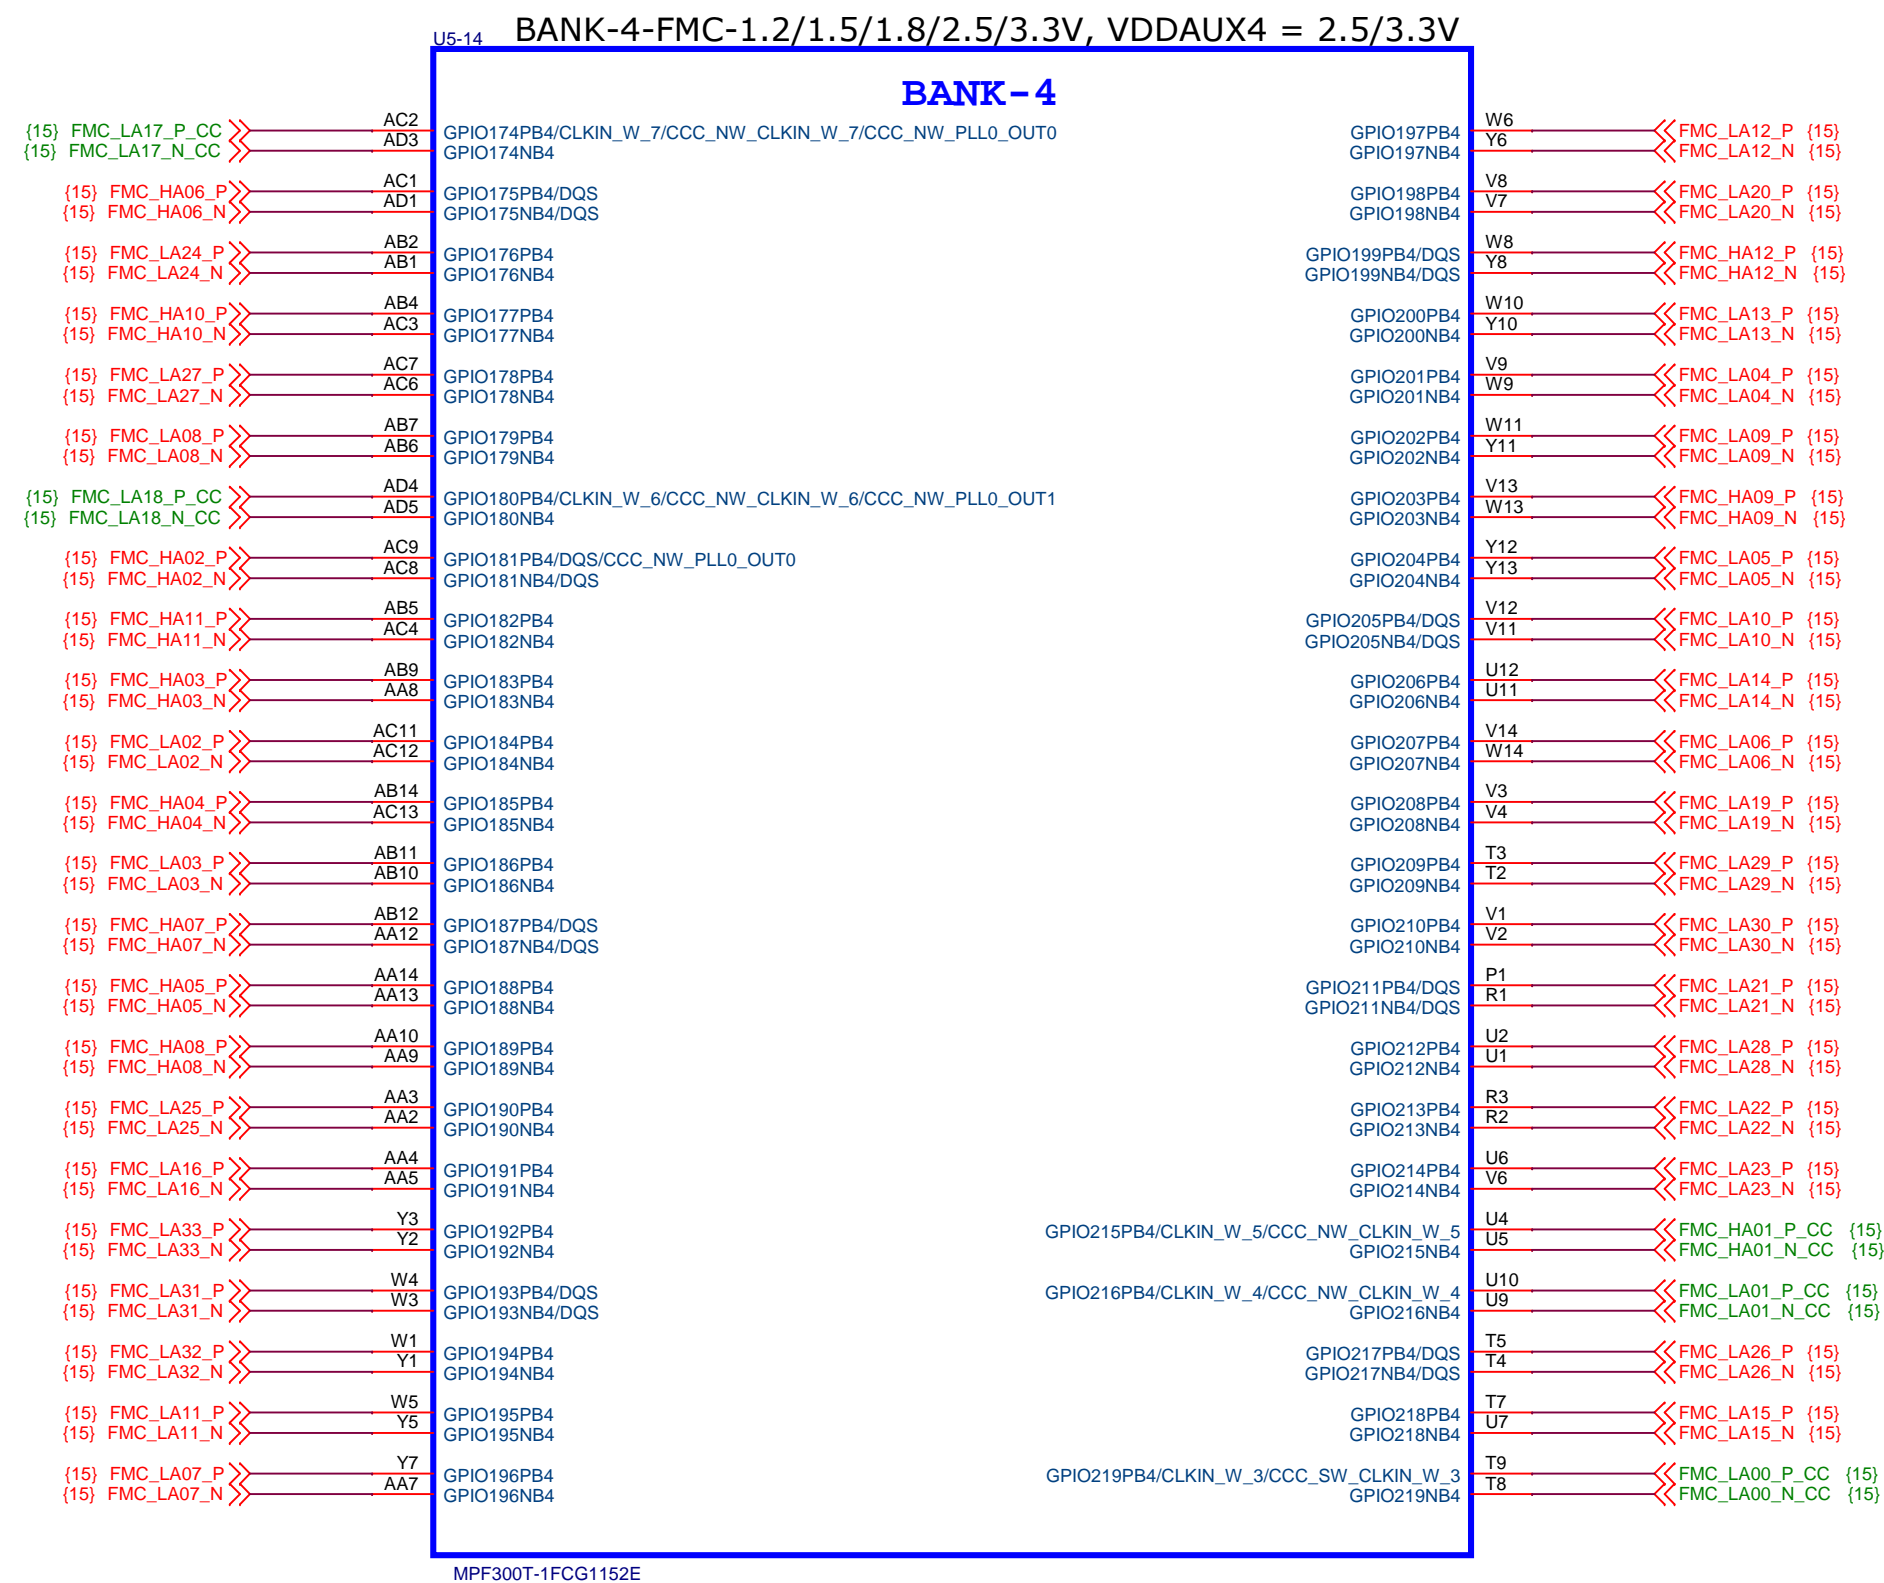 BANK-4-FMC-1.2/1.5/1.8/2.5/3.3V, VDDAUX4 = 2.5/3.3V
U5-14
BANK-4
{15} FMC_LA17_P_CC AC2 GPIO174PB4/CLKIN_W_7/CCC_NW_CLKIN_W_7/CCC_NW_PLL0_OUT0 GPIO197PB4 W6 FMC_LA12_P {15}
{15} FMC_LA17_N_CC AD3 GPIO174NB4 GPIO197NB4 Y6 FMC_LA12_N {15}
{15} FMC_HA06_P AC1 GPIO175PB4/DQS GPIO198PB4 V8 FMC_LA20_P {15}
{15} FMC_HA06_N AD1 GPIO175NB4/DQS GPIO198NB4 V7 FMC_LA20_N {15}
{15} FMC_LA24_P AB2 GPIO176PB4 GPIO199PB4/DQS W8 FMC_HA12_P {15}
{15} FMC_LA24_N AB1 GPIO176NB4 GPIO199NB4/DQS Y8 FMC_HA12_N {15}
{15} FMC_HA10_P AB4 GPIO177PB4 GPIO200PB4 W10 FMC_LA13_P {15}
{15} FMC_HA10_N AC3 GPIO177NB4 GPIO200NB4 Y10 FMC_LA13_N {15}
{15} FMC_LA27_P AC7 GPIO178PB4 GPIO201PB4 V9 FMC_LA04_P {15}
{15} FMC_LA27_N AC6 GPIO178NB4 GPIO201NB4 W9 FMC_LA04_N {15}
{15} FMC_LA08_P AB7 GPIO179PB4 GPIO202PB4 W11 FMC_LA09_P {15}
{15} FMC_LA08_N AB6 GPIO179NB4 GPIO202NB4 Y11 FMC_LA09_N {15}
{15} FMC_LA18_P_CC AD4 GPIO180PB4/CLKIN_W_6/CCC_NW_CLKIN_W_6/CCC_NW_PLL0_OUT1 GPIO203PB4 V13 FMC_HA09_P {15}
{15} FMC_LA18_N_CC AD5 GPIO180NB4 GPIO203NB4 W13 FMC_HA09_N {15}
{15} FMC_HA02_P AC9 GPIO181PB4/DQS/CCC_NW_PLL0_OUT0 GPIO204PB4 Y12 FMC_LA05_P {15}
{15} FMC_HA02_N AC8 GPIO181NB4/DQS GPIO204NB4 Y13 FMC_LA05_N {15}
{15} FMC_HA11_P AB5 GPIO182PB4 GPIO205PB4/DQS V12 FMC_LA10_P {15}
{15} FMC_HA11_N AC4 GPIO182NB4 GPIO205NB4/DQS V11 FMC_LA10_N {15}
{15} FMC_HA03_P AB9 GPIO183PB4 GPIO206PB4 U12 FMC_LA14_P {15}
{15} FMC_HA03_N AA8 GPIO183NB4 GPIO206NB4 U11 FMC_LA14_N {15}
{15} FMC_LA02_P AC11 GPIO184PB4 GPIO207PB4 V14 FMC_LA06_P {15}
{15} FMC_LA02_N AC12 GPIO184NB4 GPIO207NB4 W14 FMC_LA06_N {15}
{15} FMC_HA04_P AB14 GPIO185PB4 GPIO208PB4 V3 FMC_LA19_P {15}
{15} FMC_HA04_N AC13 GPIO185NB4 GPIO208NB4 V4 FMC_LA19_N {15}
{15} FMC_LA03_P AB11 GPIO186PB4 GPIO209PB4 T3 FMC_LA29_P {15}
{15} FMC_LA03_N AB10 GPIO186NB4 GPIO209NB4 T2 FMC_LA29_N {15}
{15} FMC_HA07_P AB12 GPIO187PB4/DQS GPIO210PB4 V1 FMC_LA30_P {15}
{15} FMC_HA07_N AA12 GPIO187NB4/DQS GPIO210NB4 V2 FMC_LA30_N {15}
{15} FMC_HA05_P AA14 GPIO188PB4 GPIO211PB4/DQS P1 FMC_LA21_P {15}
{15} FMC_HA05_N AA13 GPIO188NB4 GPIO211NB4/DQS R1 FMC_LA21_N {15}
{15} FMC_HA08_P AA10 GPIO189PB4 GPIO212PB4 U2 FMC_LA28_P {15}
{15} FMC_HA08_N AA9 GPIO189NB4 GPIO212NB4 U1 FMC_LA28_N {15}
{15} FMC_LA25_P AA3 GPIO190PB4 GPIO213PB4 R3 FMC_LA22_P {15}
{15} FMC_LA25_N AA2 GPIO190NB4 GPIO213NB4 R2 FMC_LA22_N {15}
{15} FMC_LA16_P AA4 GPIO191PB4 GPIO214PB4 U6 FMC_LA23_P {15}
{15} FMC_LA16_N AA5 GPIO191NB4 GPIO214NB4 V6 FMC_LA23_N {15}
{15} FMC_LA33_P Y3 GPIO192PB4 GPIO215PB4/CLKIN_W_5/CCC_NW_CLKIN_W_5 U4 FMC_HA01_P_CC {15}
{15} FMC_LA33_N Y2 GPIO192NB4 GPIO215NB4 U5 FMC_HA01_N_CC {15}
{15} FMC_LA31_P W4 GPIO193PB4/DQS GPIO216PB4/CLKIN_W_4/CCC_NW_CLKIN_W_4 U10 FMC_LA01_P_CC {15}
{15} FMC_LA31_N W3 GPIO193NB4/DQS GPIO216NB4 U9 FMC_LA01_N_CC {15}
{15} FMC_LA32_P W1 GPIO194PB4 GPIO217PB4/DQS T5 FMC_LA26_P {15}
{15} FMC_LA32_N Y1 GPIO194NB4 GPIO217NB4/DQS T4 FMC_LA26_N {15}
{15} FMC_LA11_P W5 GPIO195PB4 GPIO218PB4 T7 FMC_LA15_P {15}
{15} FMC_LA11_N Y5 GPIO195NB4 GPIO218NB4 U7 FMC_LA15_N {15}
{15} FMC_LA07_P Y7 GPIO196PB4 GPIO219PB4/CLKIN_W_3/CCC_SW_CLKIN_W_3 T9 FMC_LA00_P_CC {15}
{15} FMC_LA07_N AA7 GPIO196NB4 GPIO219NB4 T8 FMC_LA00_N_CC {15}
MPF300T-1FCG1152E